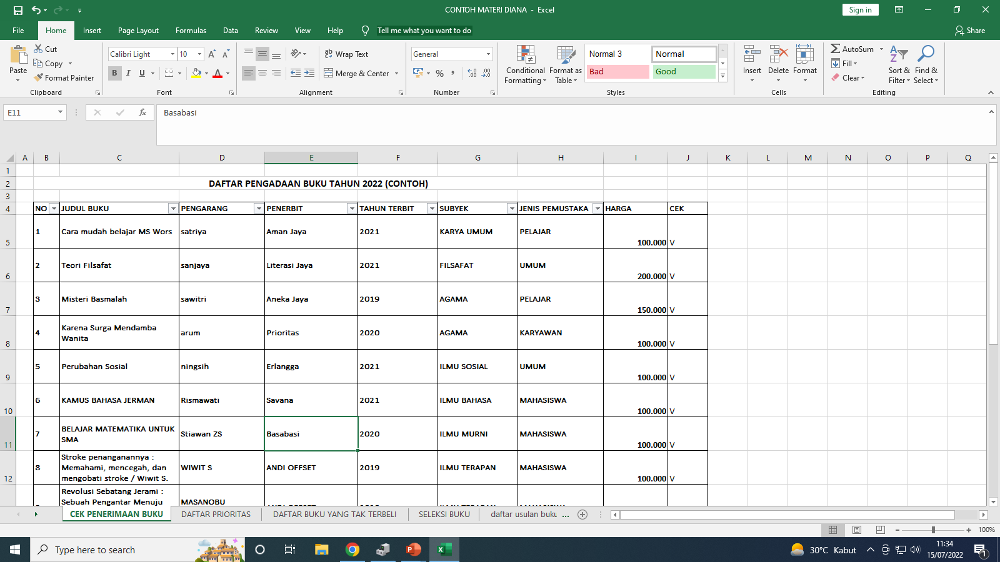 CONTOH MATERI DIANA - Excel
Sign in
File Home Insert Page Layout Formulas Data Review View Help Tell me what you want to do Share
Paste
Cut
Copy
Format Painter
Clipboard
Calibri Light 10 A A
B I U A
Font
ab Wrap Text
Merge & Center
Alignment
General
% , .00 .00
Number
Conditional Formatting
Format as Table
Normal 3 Normal
Bad Good
Styles
Insert Delete Format
Cells
AutoSum
Fill
Clear
Sort & Filter
Find & Select
Editing
E11 fx Basabasi
A B C D E F G H I J K L M N O P Q
1
2 DAFTAR PENGADAAN BUKU TAHUN 2022 (CONTOH)
3
4 NO JUDUL BUKU PENGARANG PENERBIT TAHUN TERBIT SUBYEK JENIS PEMUSTAKA HARGA CEK
5 1 Cara mudah belajar MS Wors satriya Aman Jaya 2021 KARYA UMUM PELAJAR 100.000 V
6 2 Teori Filsafat sanjaya Literasi Jaya 2021 FILSAFAT UMUM 200.000 V
7 3 Misteri Basmalah sawitri Aneka Jaya 2019 AGAMA PELAJAR 150.000 V
8 4 Karena Surga Mendamba Wanita arum Prioritas 2020 AGAMA KARYAWAN 100.000 V
9 5 Perubahan Sosial ningsih Erlangga 2021 ILMU SOSIAL UMUM 100.000 V
10 6 KAMUS BAHASA JERMAN Rismawati Savana 2021 ILMU BAHASA MAHASISWA 100.000 V
11 7 BELAJAR MATEMATIKA UNTUK SMA Stiawan ZS Basabasi 2020 ILMU MURNI MAHASISWA 100.000 V
12 8 Stroke penanganannya : Memahami, mencegah, dan mengobati stroke / Wiwit S. WIWIT S ANDI OFFSET 2019 ILMU TERAPAN MAHASISWA 100.000 V
Revolusi Sebatang Jerami : Sebuah Pengantar Menuju MASANOBU
CEK PENERIMAAN BUKU DAFTAR PRIORITAS DAFTAR BUKU YANG TAK TERBELI SELEKSI BUKU daftar usulan buku ...
100%
Type here to search
30°C Kabut
11:34
15/07/2022
1